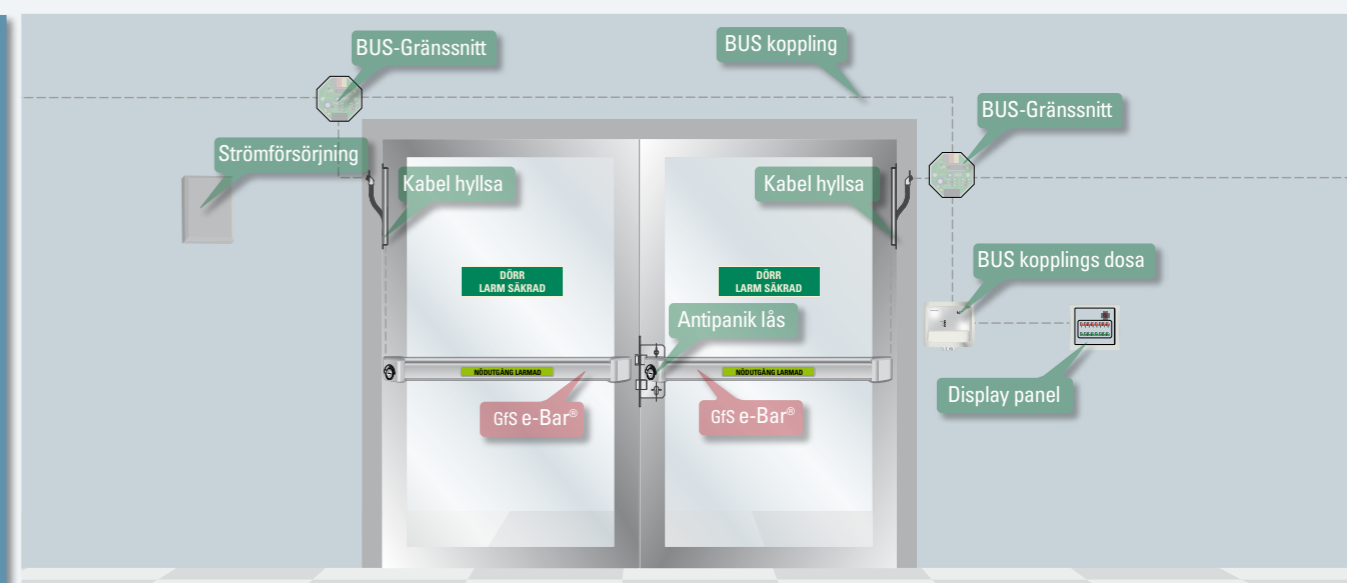 BUS-Gränssnitt
BUS koppling
BUS-Gränssnitt
Strömförsörjning
Kabel hyllsa
Kabel hyllsa
BUS kopplings dosa
DÖRR
LARM SÄKRAD
DÖRR
LARM SÄKRAD
Antipanik lås
NÖDUTGÅNG LARMAD
NÖDUTGÅNG LARMAD
Display panel
GfS e-Bar®
GfS e-Bar®